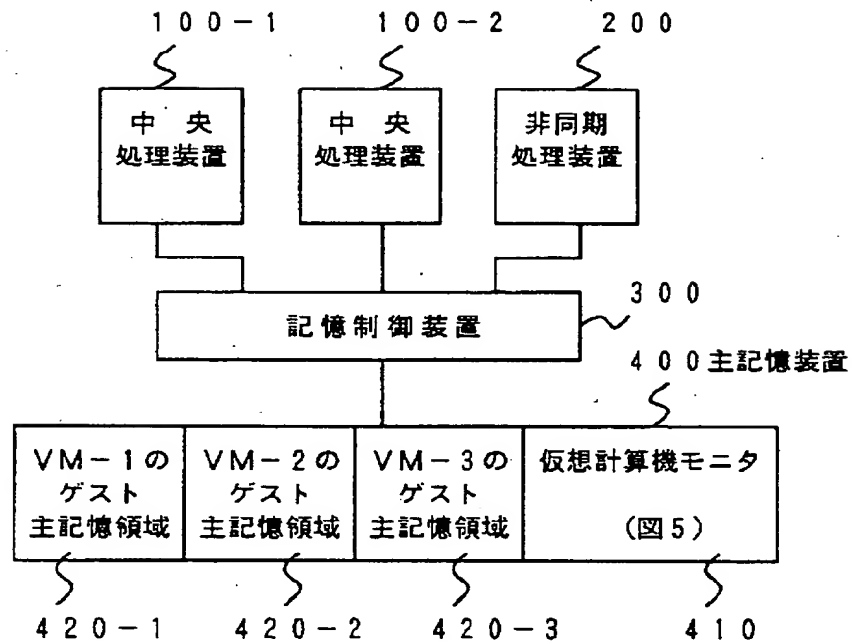 １００－１　１００－２　２００
中　央　中　央　非同期
処理装置　処理装置　処理装置
３００
記憶制御装置
４００主記憶装置
ＶＭ－１の　ＶＭ－２の　ＶＭ－３の　仮想計算機モニタ
ゲスト　ゲスト　ゲスト
主記憶領域　主記憶領域　主記憶領域　（図５）
４２０－１　４２０－２　４２０－３　４１０